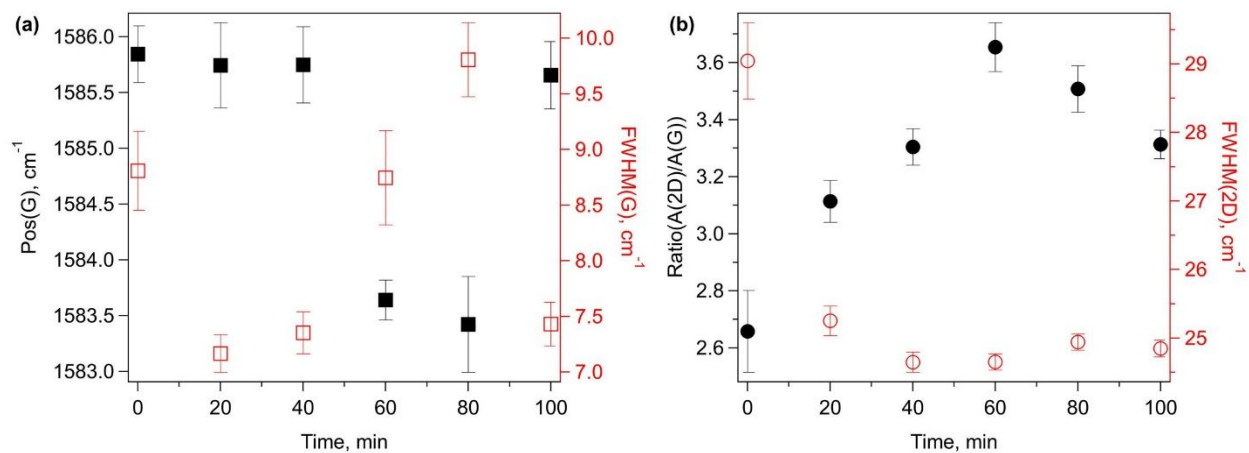 (a)
1586.0
1585.5
1585.0
1584.5
1584.0
1583.5
1583.0
Pos(G), cm⁻¹
10.0
9.5
9.0
8.5
8.0
7.5
7.0
FWHM(G), cm⁻¹
0 20 40 60 80 100
Time, min
(b)
3.6
3.4
3.2
3.0
2.8
2.6
Ratio(A(2D)/A(G))
29
28
27
26
25
FWHM(2D), cm⁻¹
0 20 40 60 80 100
Time, min